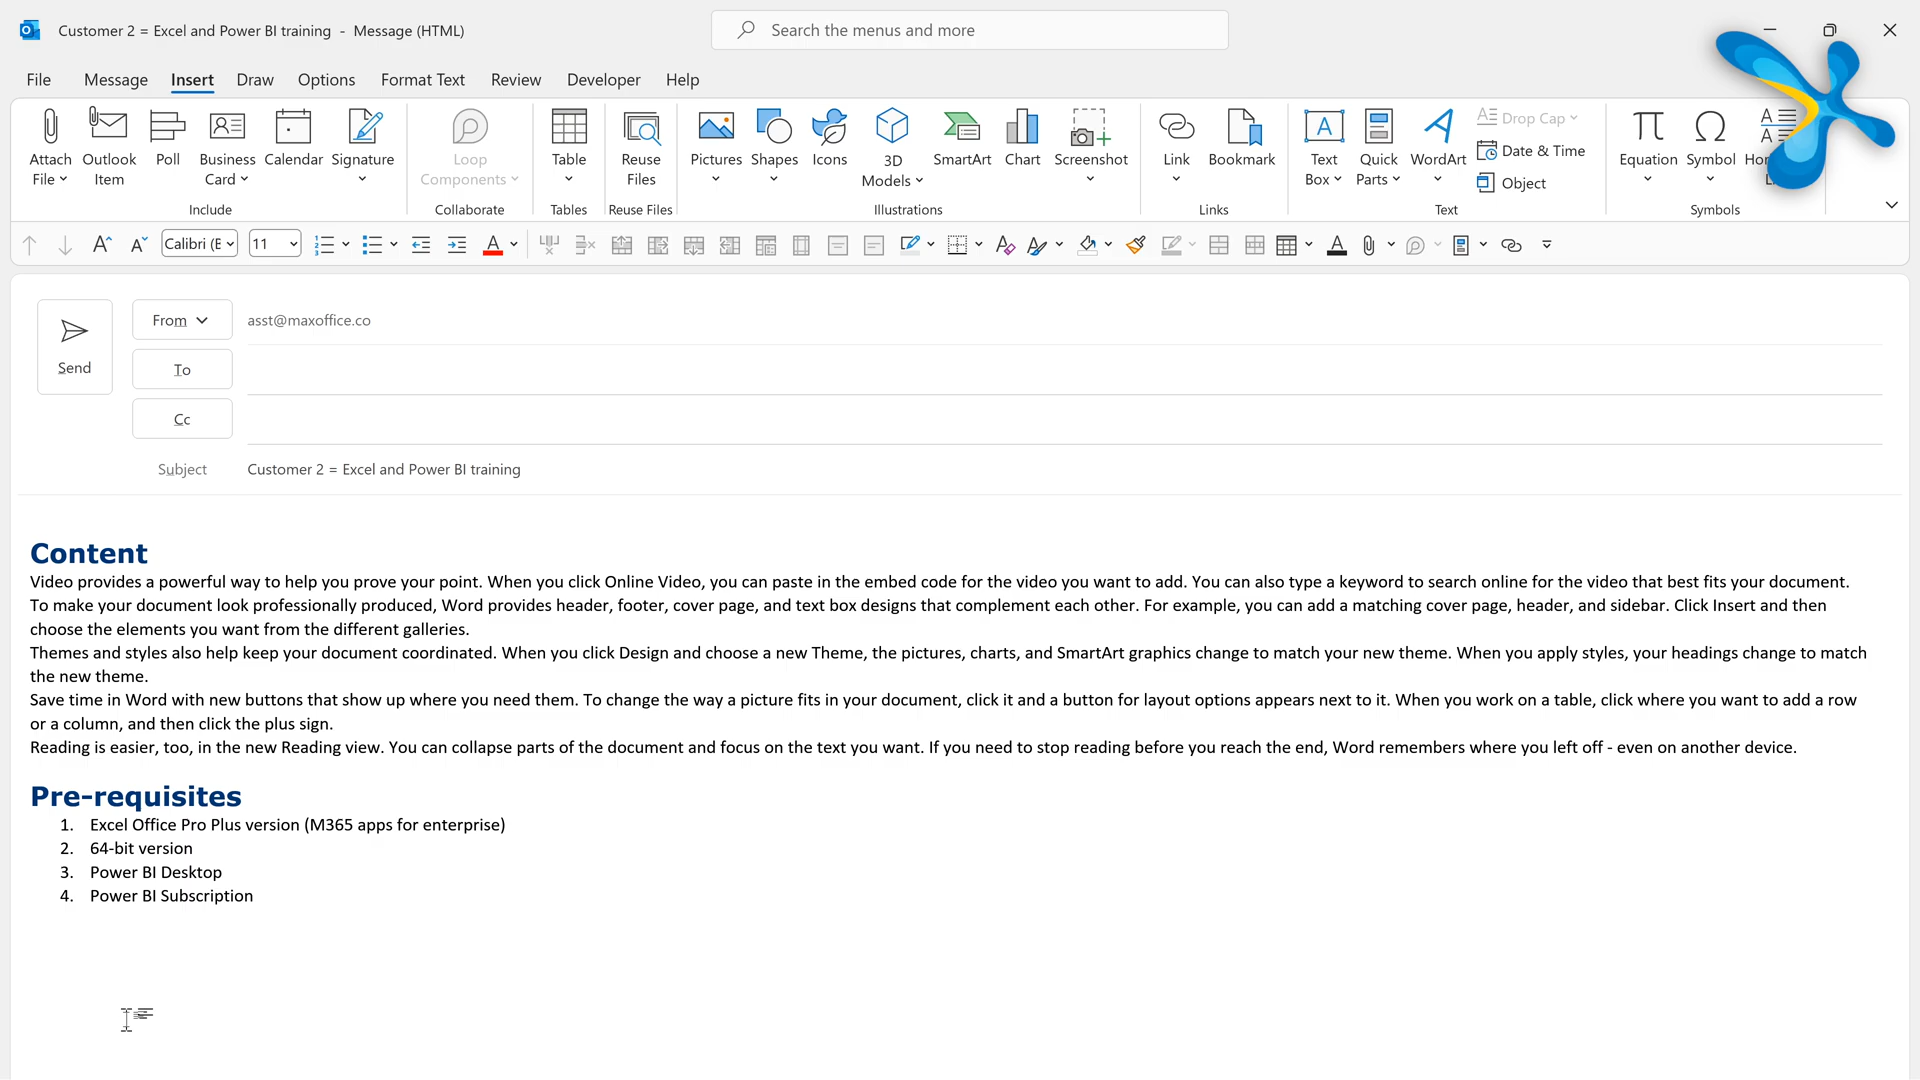 Customer 2 = Excel and Power BI training - Message (HTML)
Search the menus and more
File Message Insert Draw Options Format Text Review Developer Help
Attach File
Outlook Item
Poll
Business Card
Calendar
Signature
Include
Loop Components
Collaborate
Table
Tables
Reuse Files
Reuse Files
Pictures
Shapes
Icons
3D Models
SmartArt
Chart
Screenshot
Illustrations
Link
Bookmark
Links
Text Box
Quick Parts
WordArt
Drop Cap
Date & Time
Object
Text
Equation
Symbol
Symbols
Calibri (E
11
Send
From
asst@maxoffice.co
To
Cc
Subject
Customer 2 = Excel and Power BI training
Content
Video provides a powerful way to help you prove your point. When you click Online Video, you can paste in the embed code for the video you want to add. You can also type a keyword to search online for the video that best fits your document.
To make your document look professionally produced, Word provides header, footer, cover page, and text box designs that complement each other. For example, you can add a matching cover page, header, and sidebar. Click Insert and then
choose the elements you want from the different galleries.
Themes and styles also help keep your document coordinated. When you click Design and choose a new Theme, the pictures, charts, and SmartArt graphics change to match your new theme. When you apply styles, your headings change to match
the new theme.
Save time in Word with new buttons that show up where you need them. To change the way a picture fits in your document, click it and a button for layout options appears next to it. When you work on a table, click where you want to add a row
or a column, and then click the plus sign.
Reading is easier, too, in the new Reading view. You can collapse parts of the document and focus on the text you want. If you need to stop reading before you reach the end, Word remembers where you left off - even on another device.
Pre-requisites
1. Excel Office Pro Plus version (M365 apps for enterprise)
2. 64-bit version
3. Power BI Desktop
4. Power BI Subscription